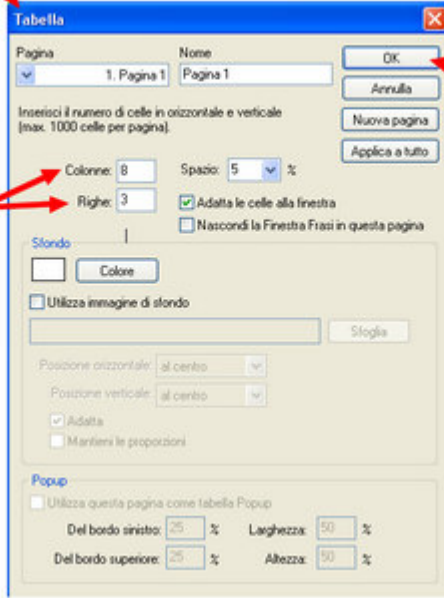 Tabella
Pagina Nome
1. Pagina 1 Pagina 1
OK
Annulla
Nuova pagina
Applica a tutto
Inserisci il numero di celle in orizzontale e verticale
(max. 1000 celle per pagina).
Colonne: 8 Spazio: 5 %
Righe: 3 Adatta le celle alla finestra
Nascondi la Finestra Frasi in questa pagina
Sfondo
Colore
Utilizza immagine di sfondo
Sfoglia
Posizione orizzontale: al centro
Posizione verticale: al centro
Adatta
Mantieni le proporzioni
Popup
Utilizza questa pagina come tabella Popup
Del bordo sinistro: 25 % Larghezza: 50 %
Del bordo superiore: 25 % Altezza: 50 %